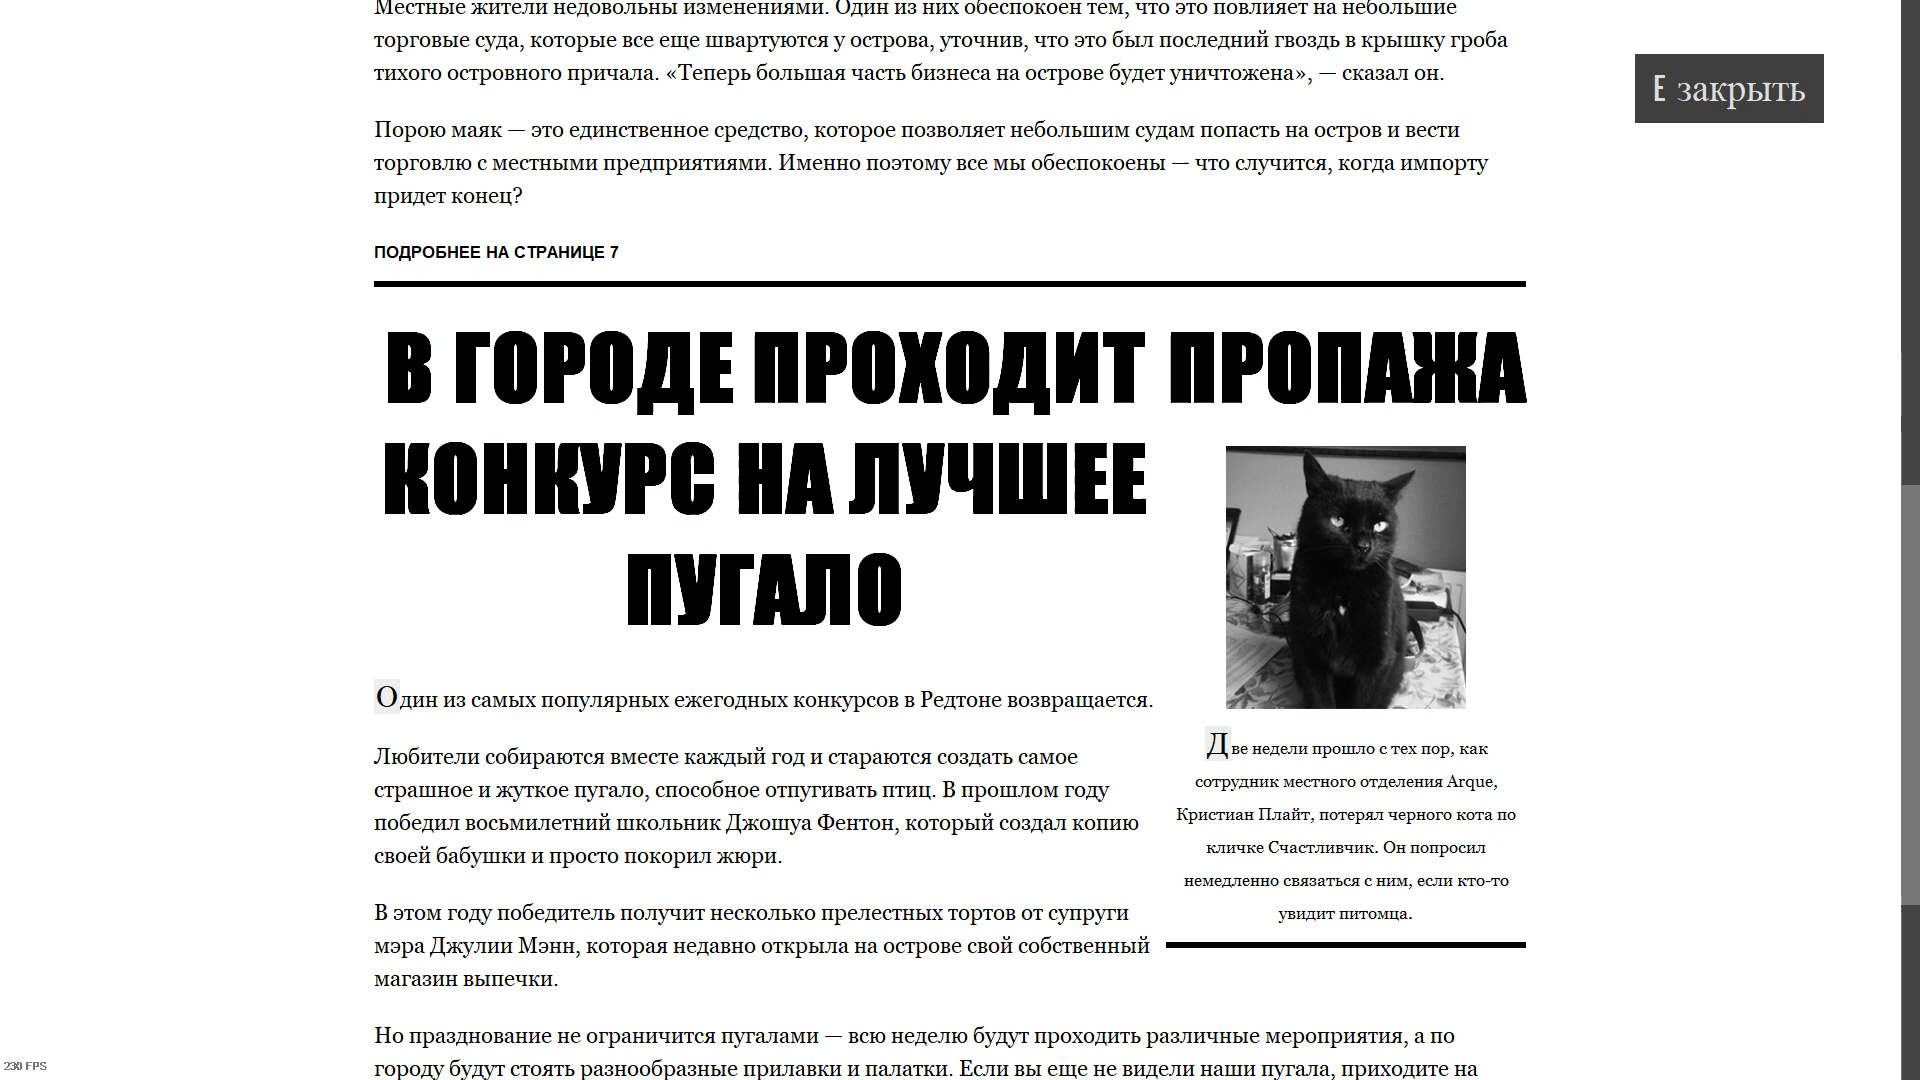 Местные жители недовольны изменениями. Один из них обеспокоен тем, что это повлияет на небольшие
торговые суда, которые все еще швартуются у острова, уточнив, что это был последний гвоздь в крышку гроба
тихого островного причала. «Теперь большая часть бизнеса на острове будет уничтожена», — сказал он.
E закрыть
Порою маяк — это единственное средство, которое позволяет небольшим судам попасть на остров и вести
торговлю с местными предприятиями. Именно поэтому все мы обеспокоены — что случится, когда импорту
придет конец?
ПОДРОБНЕЕ НА СТРАНИЦЕ 7
В ГОРОДЕ ПРОХОДИТ
КОНКУРС НА ЛУЧШЕЕ
ПУГАЛО
Один из самых популярных ежегодных конкурсов в Редтоне возвращается.
Любители собираются вместе каждый год и стараются создать самое
страшное и жуткое пугало, способное отпугивать птиц. В прошлом году
победил восьмилетний школьник Джошуа Фентон, который создал копию
своей бабушки и просто покорил жюри.
В этом году победитель получит несколько прелестных тортов от супруги
мэра Джулии Мэнн, которая недавно открыла на острове свой собственный
магазин выпечки.
ПРОПАЖА
Две недели прошло с тех пор, как
сотрудник местного отделения Arque,
Кристиан Плайт, потерял черного кота по
кличке Счастливчик. Он попросил
немедленно связаться с ним, если кто-то
увидит питомца.
Но празднование не ограничится пугалами — всю неделю будут проходить различные мероприятия, а по
городу будут стоять разнообразные прилавки и палатки. Если вы еще не видели наши пугала, приходите на
230 FPS